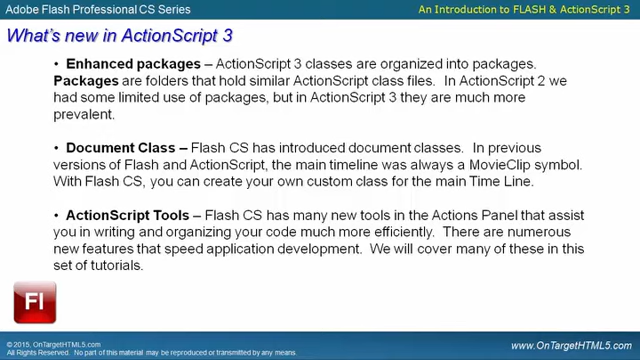 Adobe Flash Professional CS Series
An Introduction to FLASH & ActionScript 3
What's new in ActionScript 3
• Enhanced packages – ActionScript 3 classes are organized into packages.
Packages are folders that hold similar ActionScript class files. In ActionScript 2 we
had some limited use of packages, but in ActionScript 3 they are much more
prevalent.
• Document Class – Flash CS has introduced document classes. In previous
versions of Flash and ActionScript, the main timeline was always a MovieClip symbol.
With Flash CS, you can create your own custom class for the main Time Line.
• ActionScript Tools – Flash CS has many new tools in the Actions Panel that assist
you in writing and organizing your code much more efficiently. There are numerous
new features that speed application development. We will cover many of these in this
set of tutorials.
Fl
© 2015, OnTargetHTML5.com
All Rights Reserved. No part of this material may be reproduced or transmitted by any means.
www.OnTargetHTML5.com